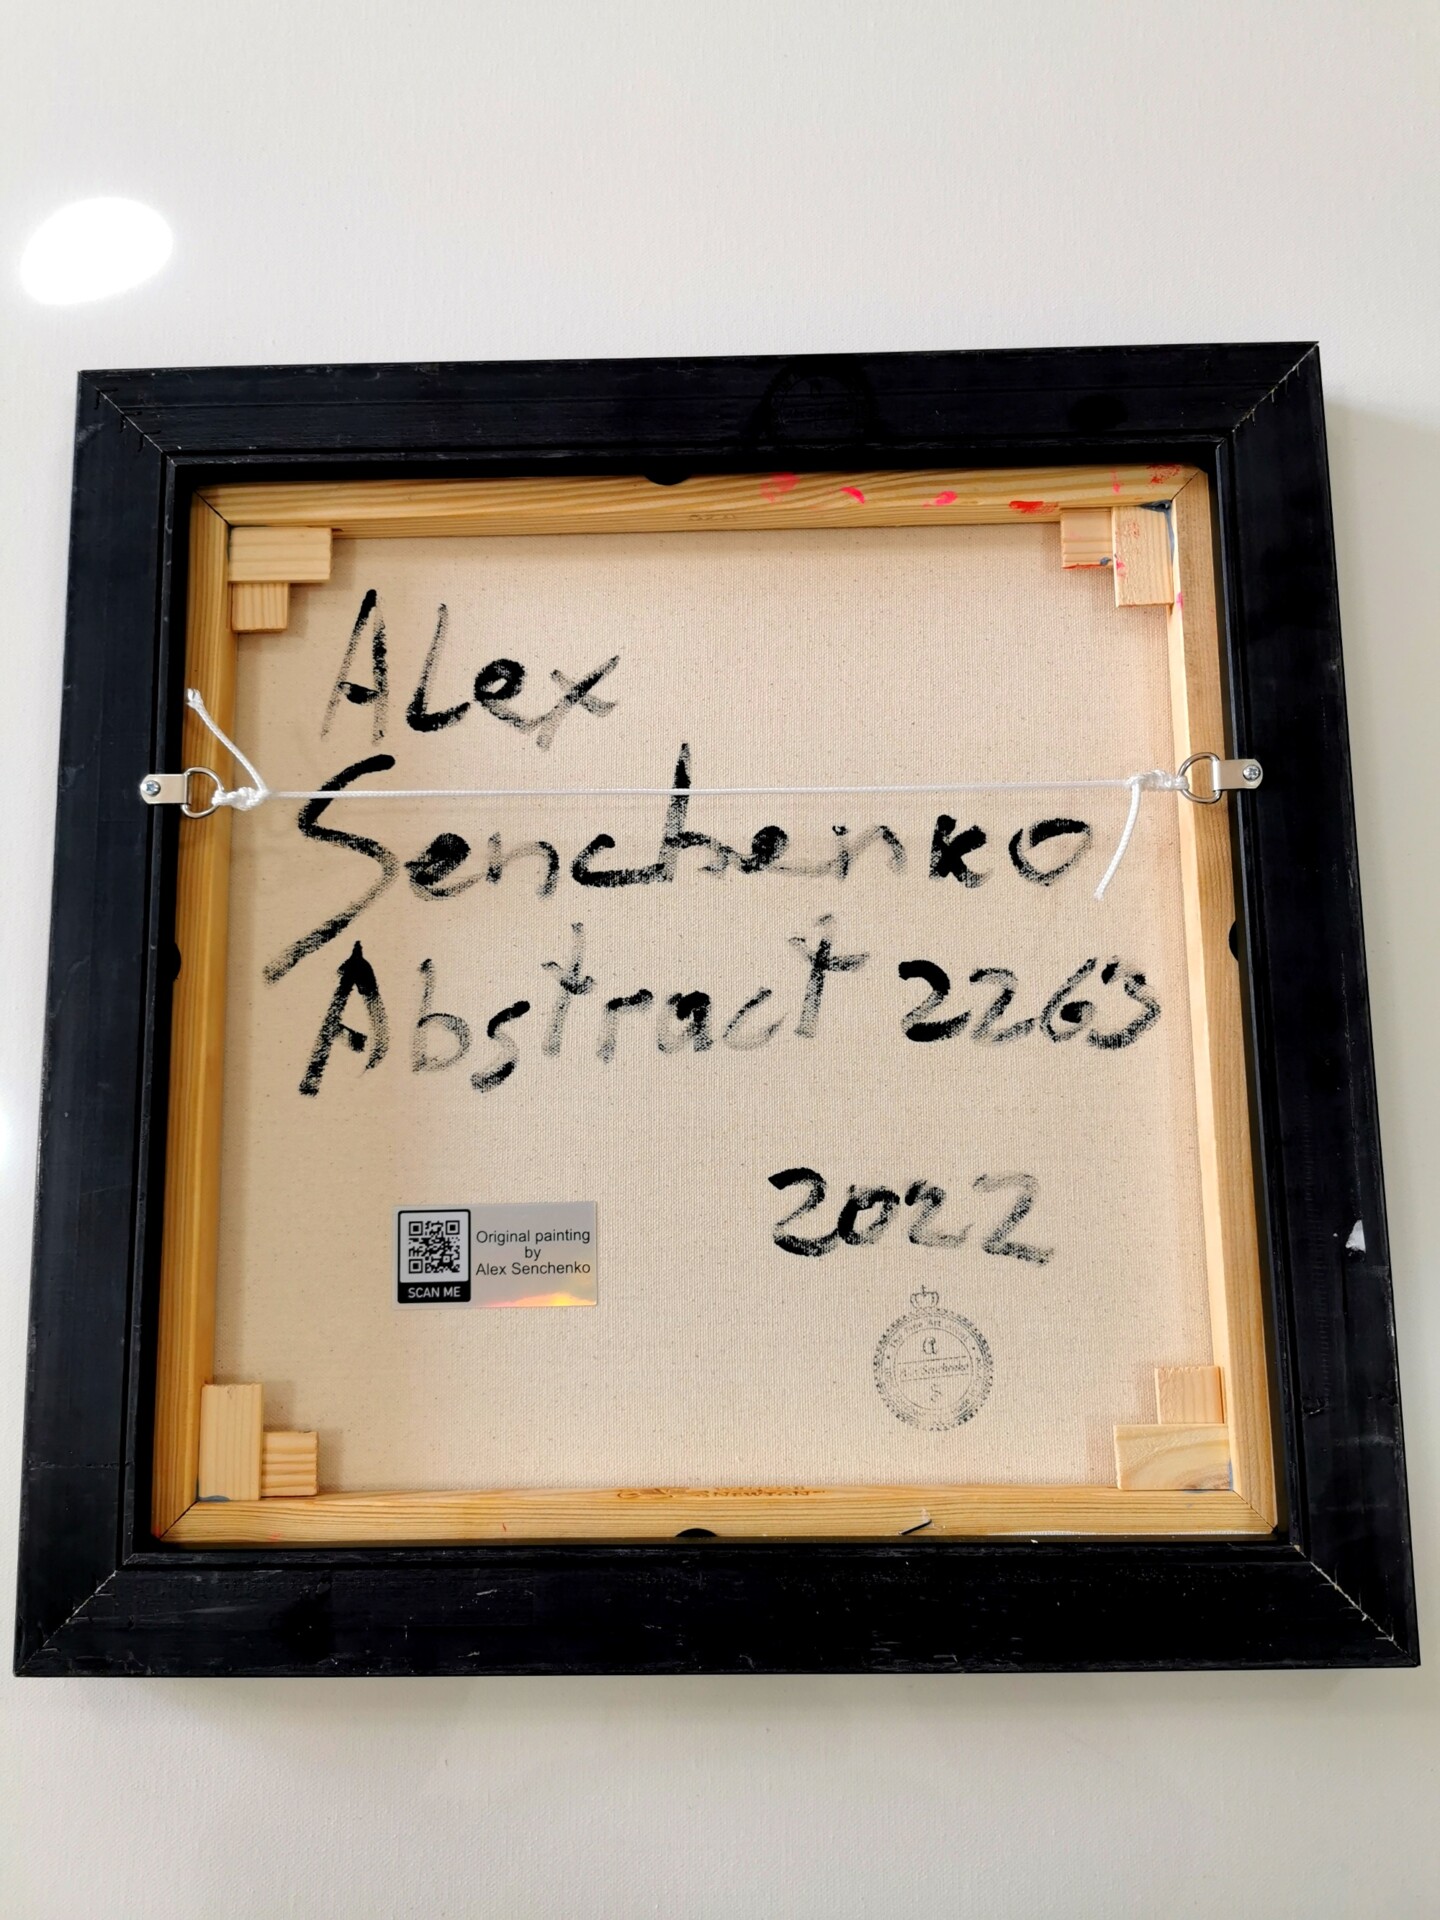 ALex
Senchenko
Abstract 2263
2022
Original painting
by
Alex Senchenko
SCAN ME